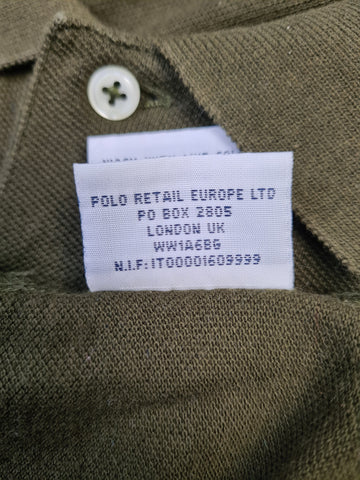 POLO RETAIL EUROPE LTD
PO BOX 2805
LONDON UK
WW1A6BG
N.I.F:IT00001609999